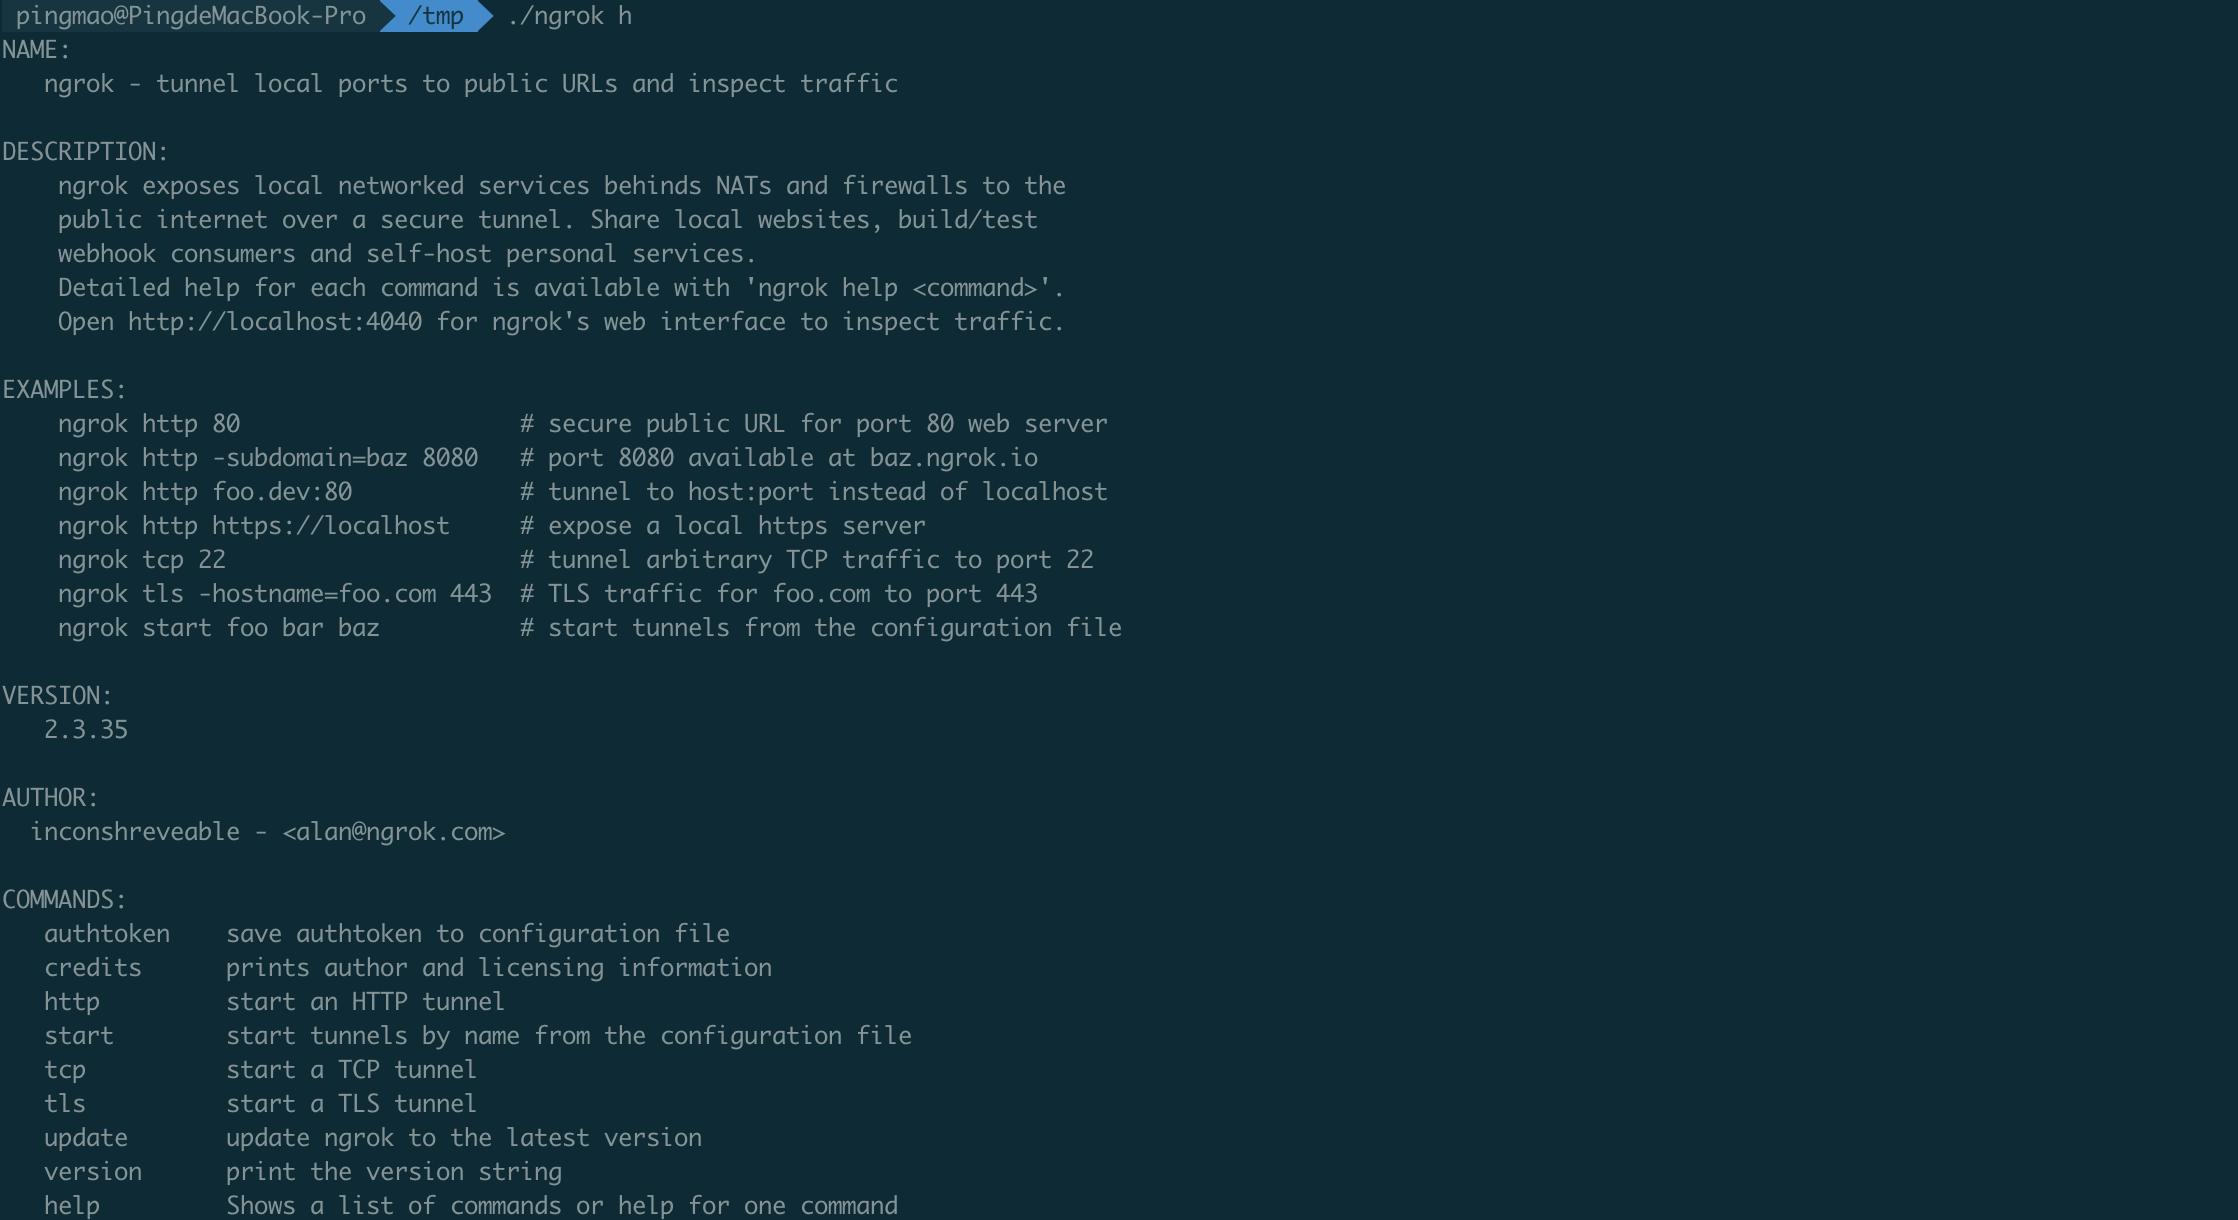 pingmao@PingdeMacBook-Pro /tmp ./ngrok h
NAME:
   ngrok - tunnel local ports to public URLs and inspect traffic

DESCRIPTION:
    ngrok exposes local networked services behinds NATs and firewalls to the
    public internet over a secure tunnel. Share local websites, build/test
    webhook consumers and self-host personal services.
    Detailed help for each command is available with 'ngrok help <command>'.
    Open http://localhost:4040 for ngrok's web interface to inspect traffic.

EXAMPLES:
    ngrok http 80                    # secure public URL for port 80 web server
    ngrok http -subdomain=baz 8080   # port 8080 available at baz.ngrok.io
    ngrok http foo.dev:80            # tunnel to host:port instead of localhost
    ngrok http https://localhost     # expose a local https server
    ngrok tcp 22                     # tunnel arbitrary TCP traffic to port 22
    ngrok tls -hostname=foo.com 443  # TLS traffic for foo.com to port 443
    ngrok start foo bar baz          # start tunnels from the configuration file

VERSION:
   2.3.35

AUTHOR:
  inconshreveable - <alan@ngrok.com>

COMMANDS:
   authtoken    save authtoken to configuration file
   credits      prints author and licensing information
   http         start an HTTP tunnel
   start        start tunnels by name from the configuration file
   tcp          start a TCP tunnel
   tls          start a TLS tunnel
   update       update ngrok to the latest version
   version      print the version string
   help         Shows a list of commands or help for one command